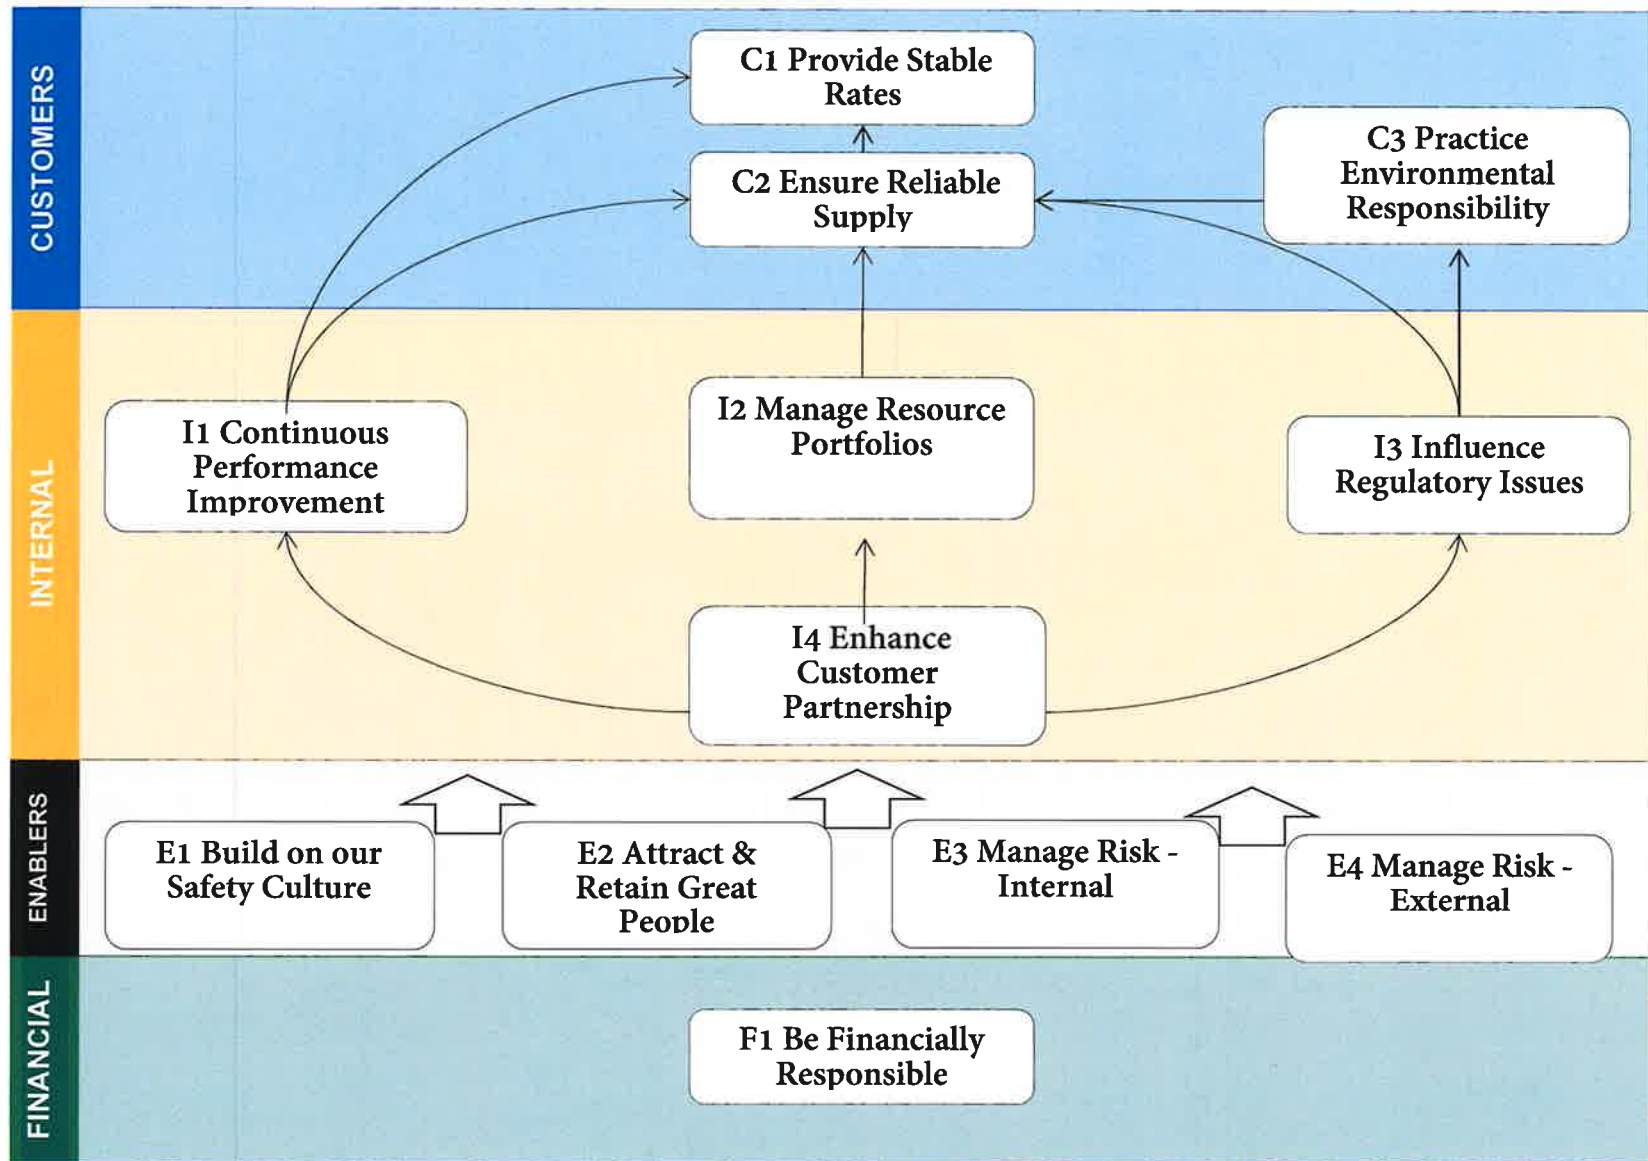 CUSTOMERS
C1 Provide Stable
Rates
C2 Ensure Reliable
Supply
C3 Practice
Environmental
Responsibility
INTERNAL
I1 Continuous
Performance
Improvement
I2 Manage Resource
Portfolios
I3 Influence
Regulatory Issues
I4 Enhance
Customer
Partnership
ENABLERS
E1 Build on our
Safety Culture
E2 Attract &
Retain Great
People
E3 Manage Risk -
Internal
E4 Manage Risk -
External
FINANCIAL
F1 Be Financially
Responsible